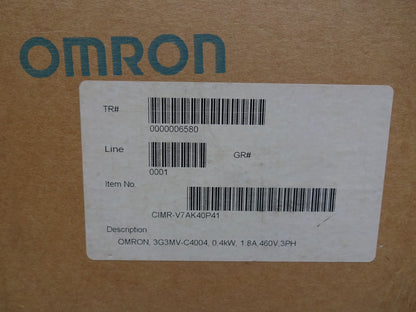 OMRON
TR#
0000006580
Line
0001
GR#
Item No
CIMR-V7AK40P41
Description
OMRON, 3G3MV-C4004, 0.4kW, 1.8A,460V,3PH